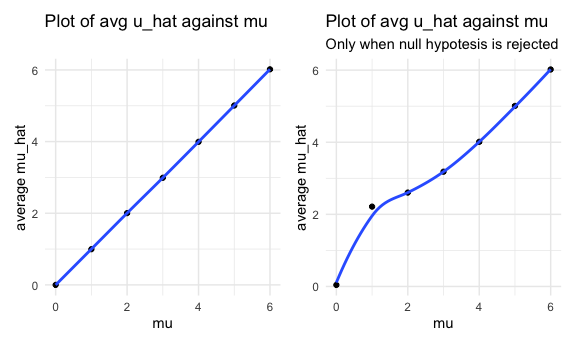 Plot of avg u_hat against mu
6
4
2
0
0 2 4 6
average mu_hat
mu
Plot of avg u_hat against mu
Only when null hypotesis is rejected
6
4
2
0
0 2 4 6
average mu_hat
mu